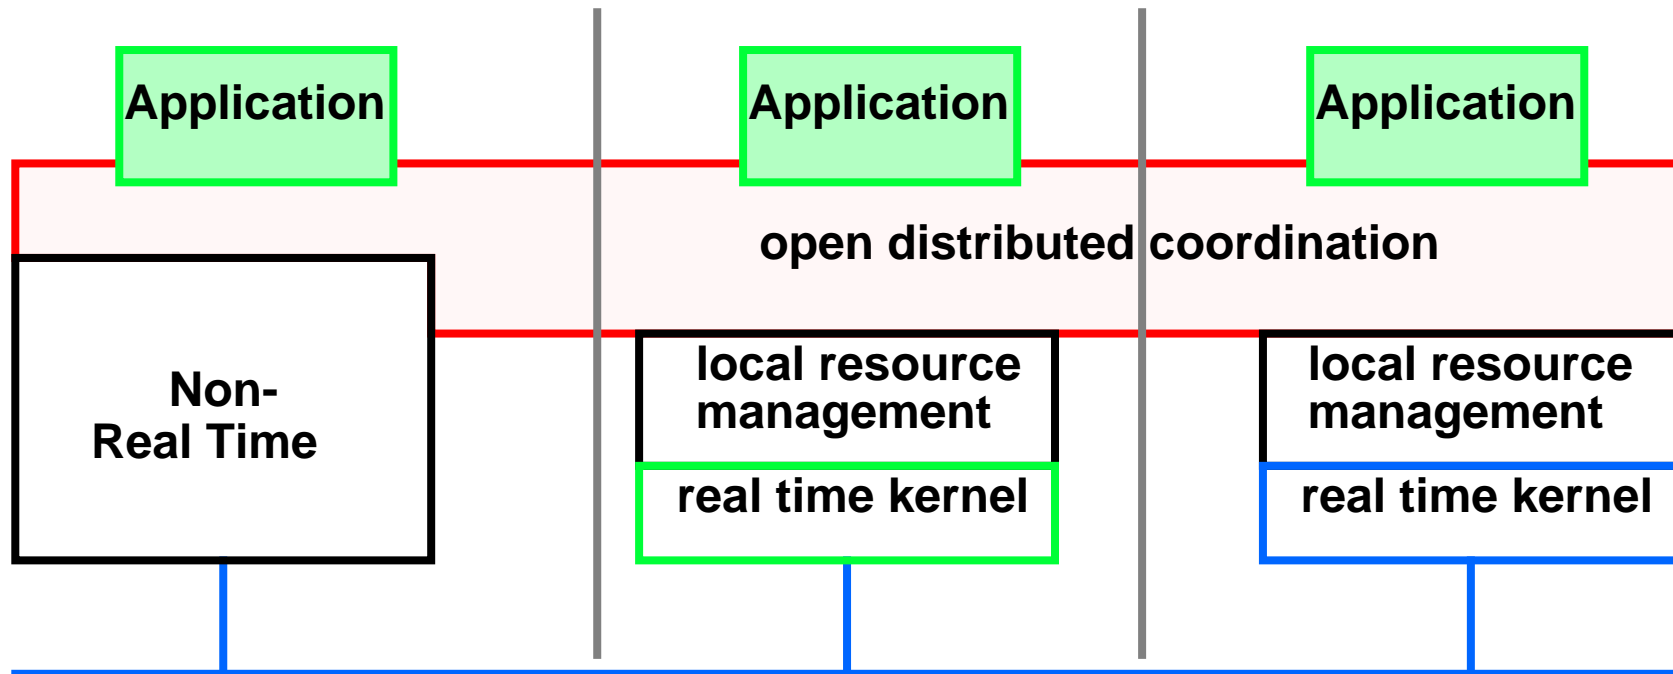 Application
Application
Application
open distributed coordination
Non-
Real Time
local resource
management
real time kernel
local resource
management
real time kernel